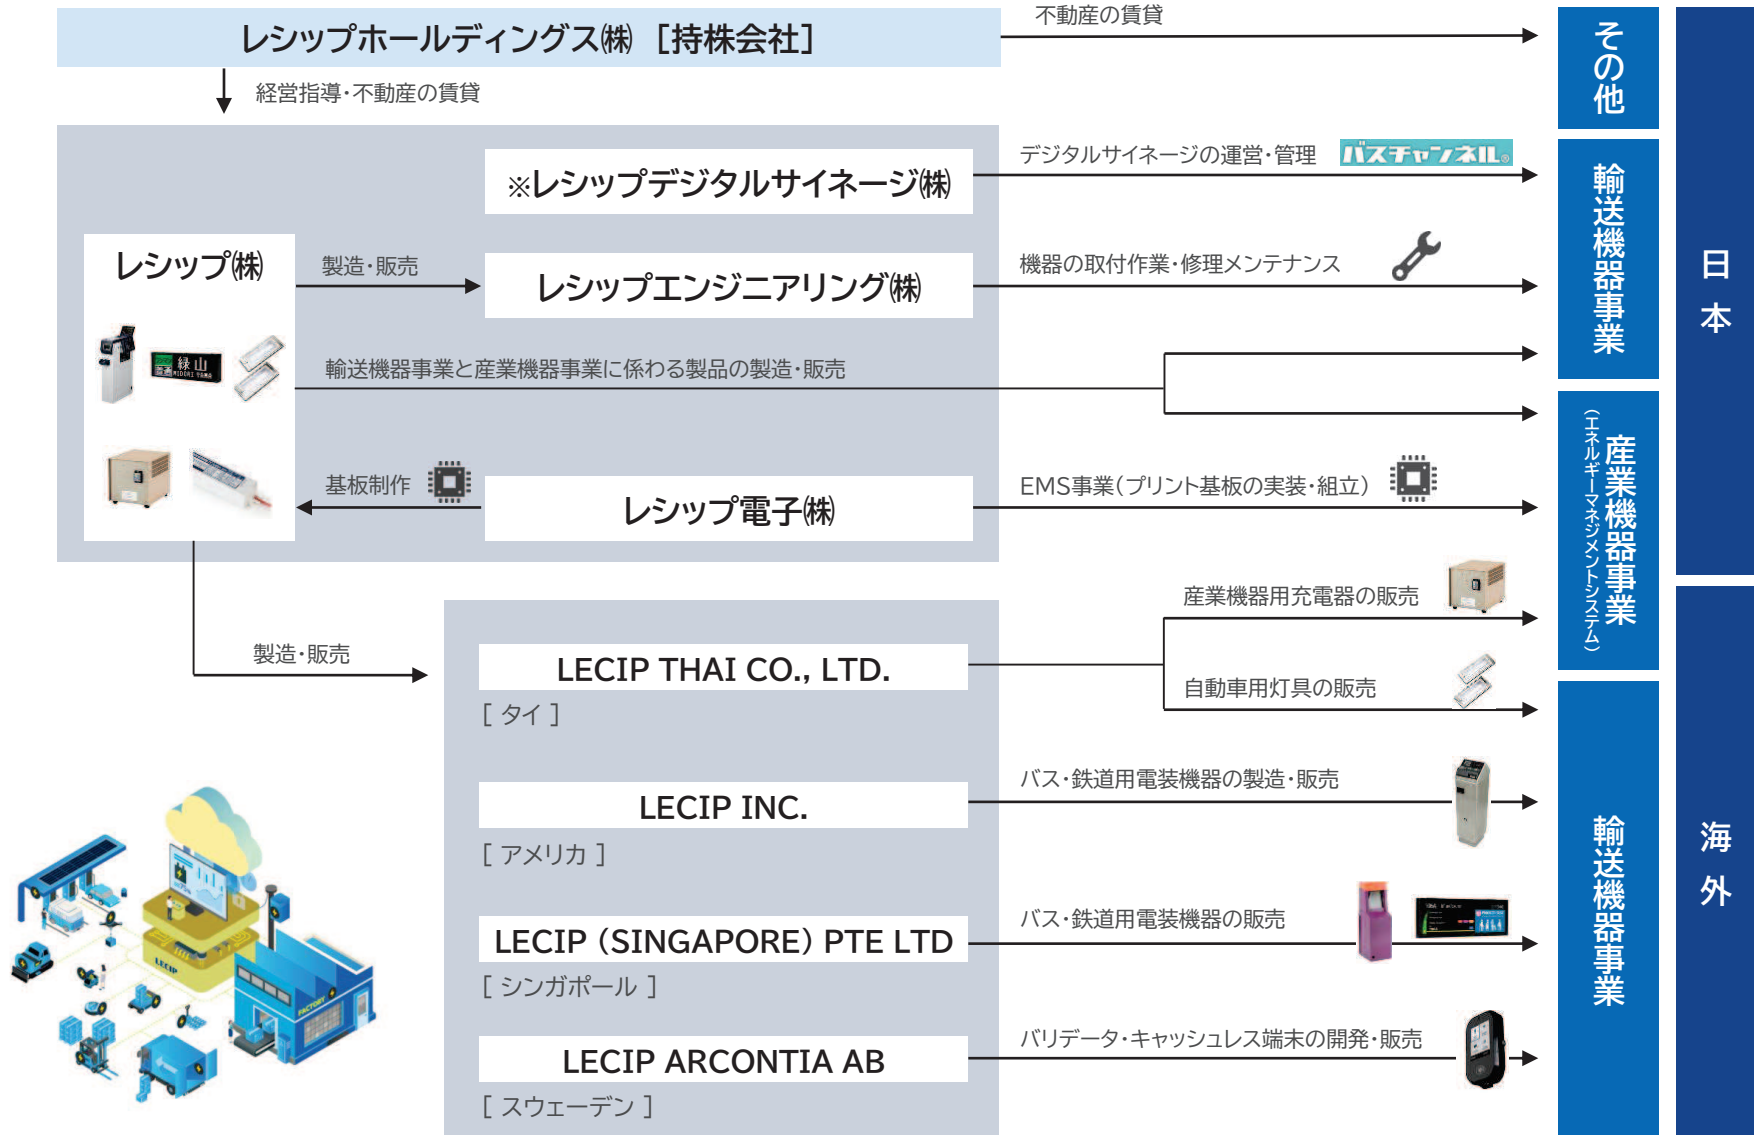 レシップホールディングス㈱ [持株会社]
不動産の賃貸
経営指導・不動産の賃貸
その他
日本
※レシップデジタルサイネージ㈱
デジタルサイネージの運営・管理
バスチャンネル®
輸送機器事業
レシップ㈱
製造・販売
レシップエンジニアリング㈱
機器の取付作業・修理メンテナンス
緑山
輸送機器事業と産業機器事業に係わる製品の製造・販売
産業機器事業
(エネルギーマネジメントシステム)
基板制作
レシップ電子㈱
EMS事業(プリント基板の実装・組立)
製造・販売
LECIP THAI CO., LTD.
[ タイ ]
産業機器用充電器の販売
自動車用灯具の販売
海外
輸送機器事業
LECIP INC.
[ アメリカ ]
バス・鉄道用電装機器の製造・販売
LECIP (SINGAPORE) PTE LTD
[ シンガポール ]
バス・鉄道用電装機器の販売
LECIP ARCONTIA AB
[ スウェーデン ]
バリデータ・キャッシュレス端末の開発・販売
LECIP
FACTORY